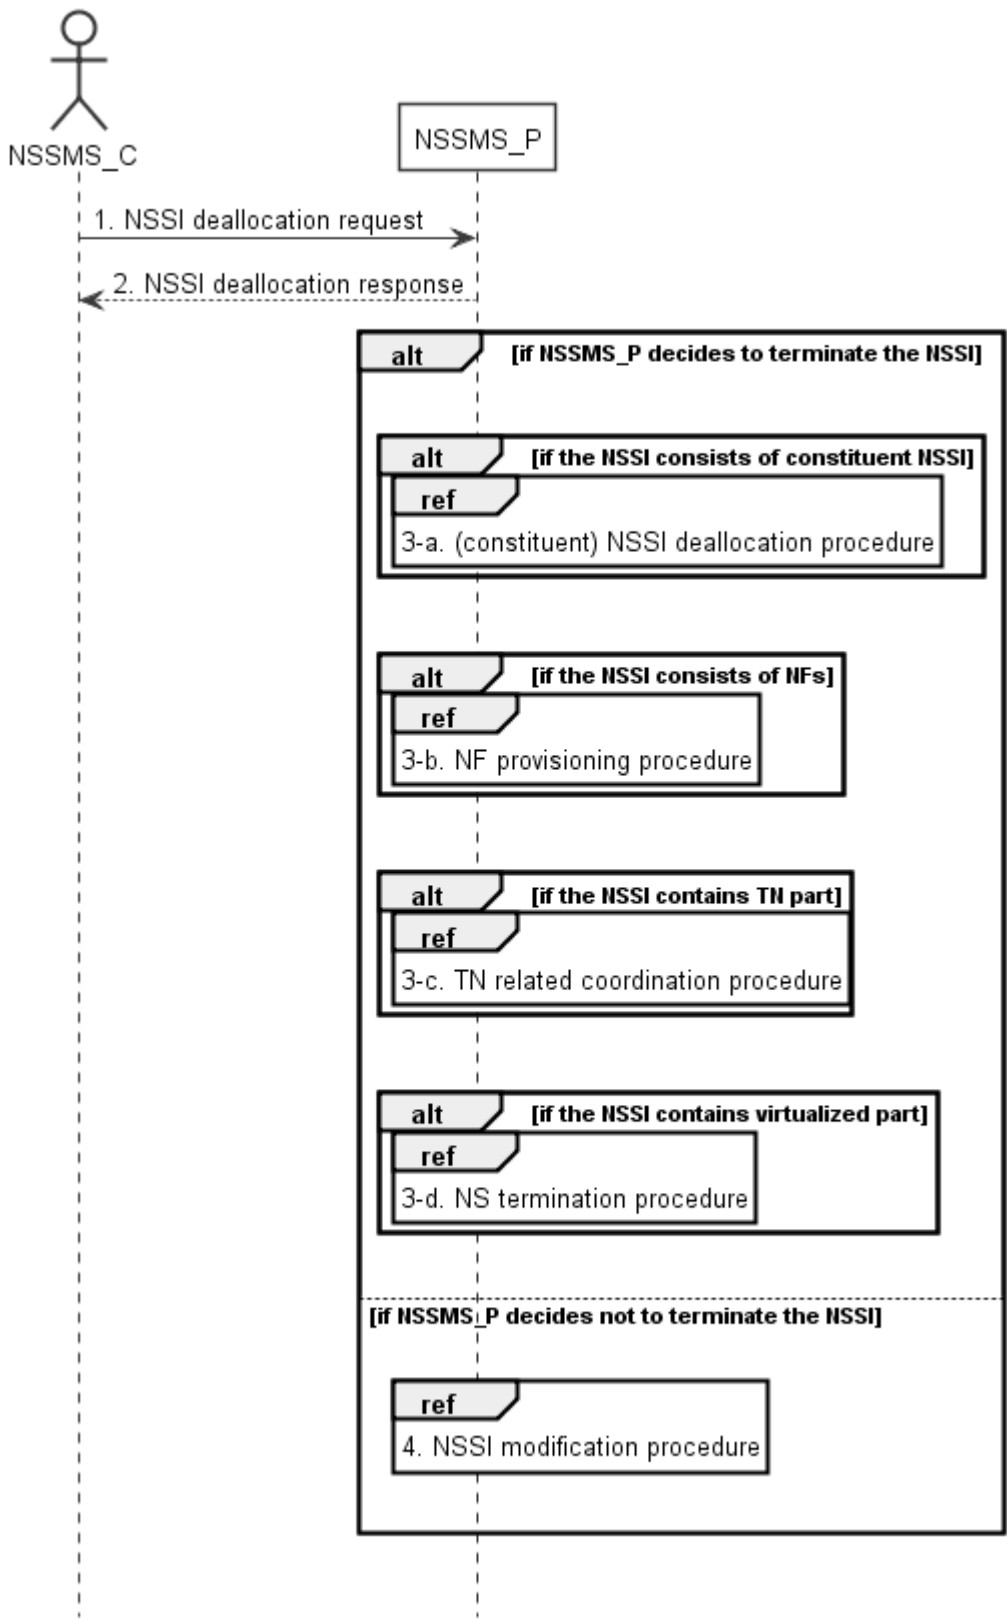 NSSMS_C
NSSMS_P
1. NSSI deallocation request
2. NSSI deallocation response
alt [if NSSMS_P decides to terminate the NSSI]
alt [if the NSSI consists of constituent NSSI]
ref
3-a. (constituent) NSSI deallocation procedure
alt [if the NSSI consists of NFs]
ref
3-b. NF provisioning procedure
alt [if the NSSI contains TN part]
ref
3-c. TN related coordination procedure
alt [if the NSSI contains virtualized part]
ref
3-d. NS termination procedure
[if NSSMS_P decides not to terminate the NSSI]
ref
4. NSSI modification procedure